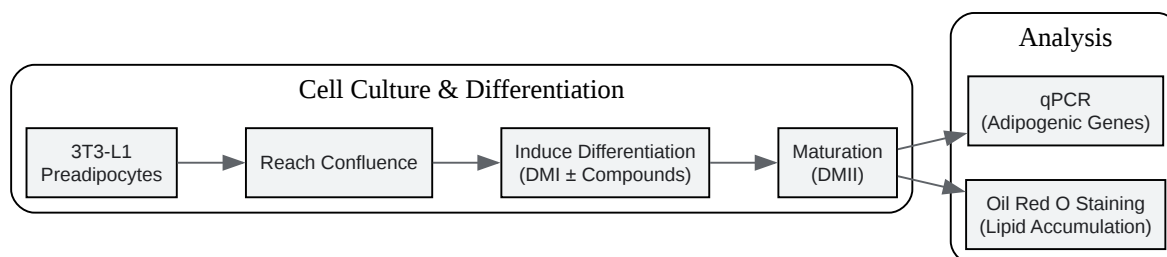 Cell Culture & Differentiation
3T3-L1
Preadipocytes
Reach Confluence
Induce Differentiation
(DMI ± Compounds)
Maturation
(DMII)
Analysis
qPCR
(Adipogenic Genes)
Oil Red O Staining
(Lipid Accumulation)